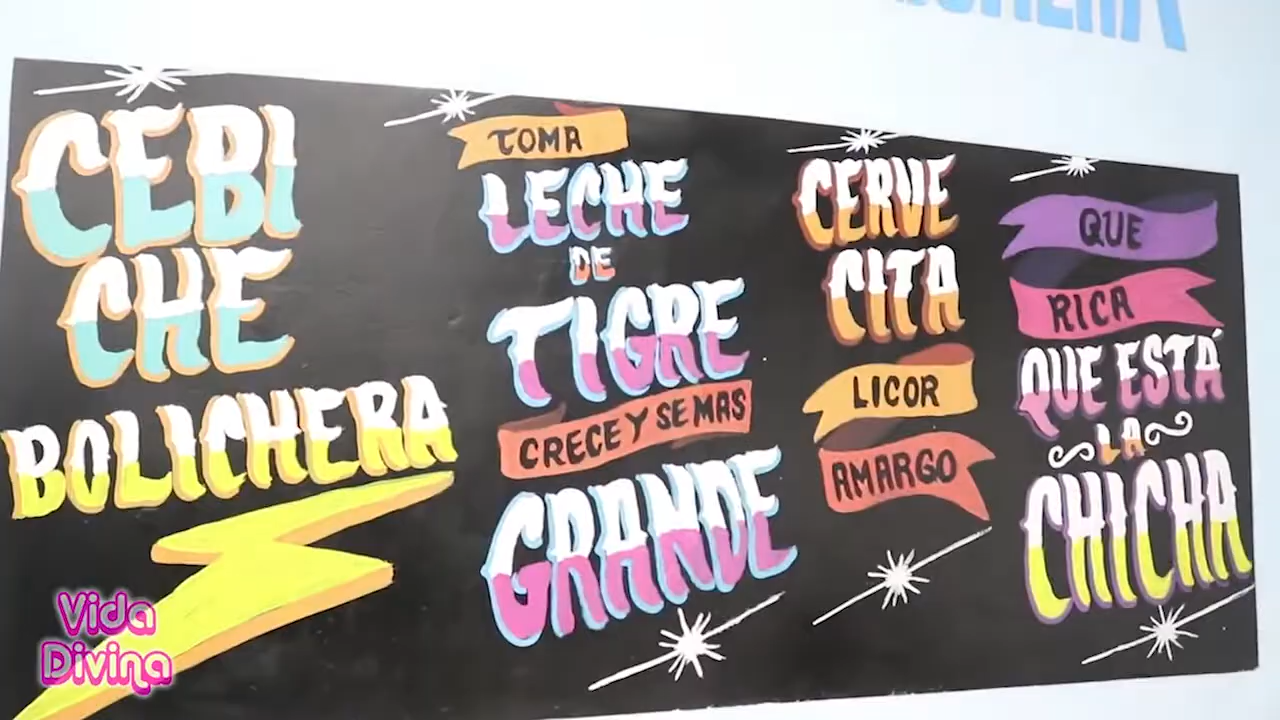 CEBI
CHE
BOLICHERA
TOMA
LECHE
DE
TIGRE
CRECE Y SE MAS
GRANDE
CERVE
CITA
LICOR
AMARGO
QUE
RICA
QUE ESTÁ
LA
CHICHA
Vida
Divina